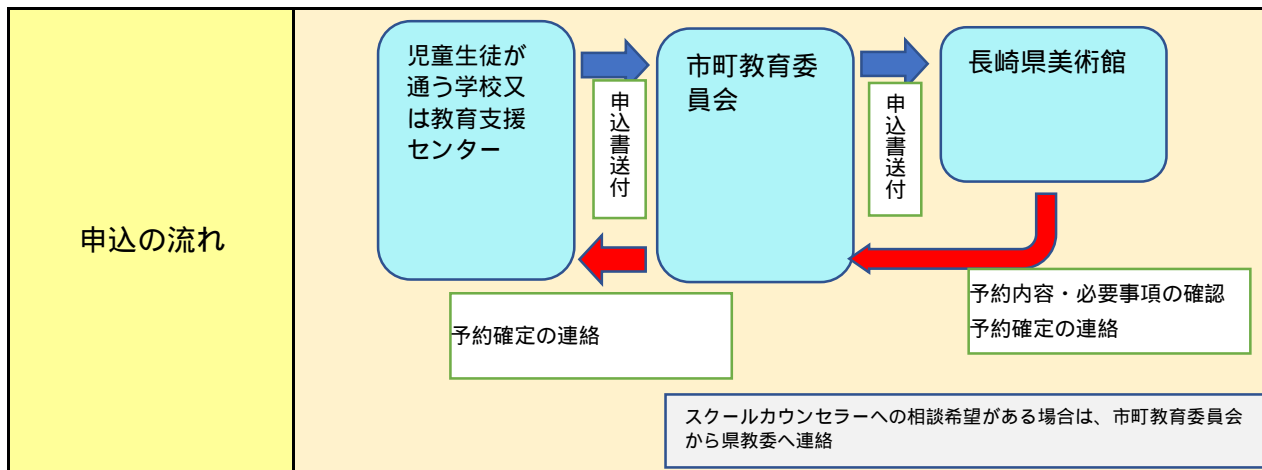 申込の流れ
児童生徒が
通う学校又
は教育支援
センター
申込書送付
市町教育委
員会
申込書送付
長崎県美術館
予約内容・必要事項の確認
予約確定の連絡
予約確定の連絡
スクールカウンセラーへの相談希望がある場合は、市町教育委員会
から県教委へ連絡